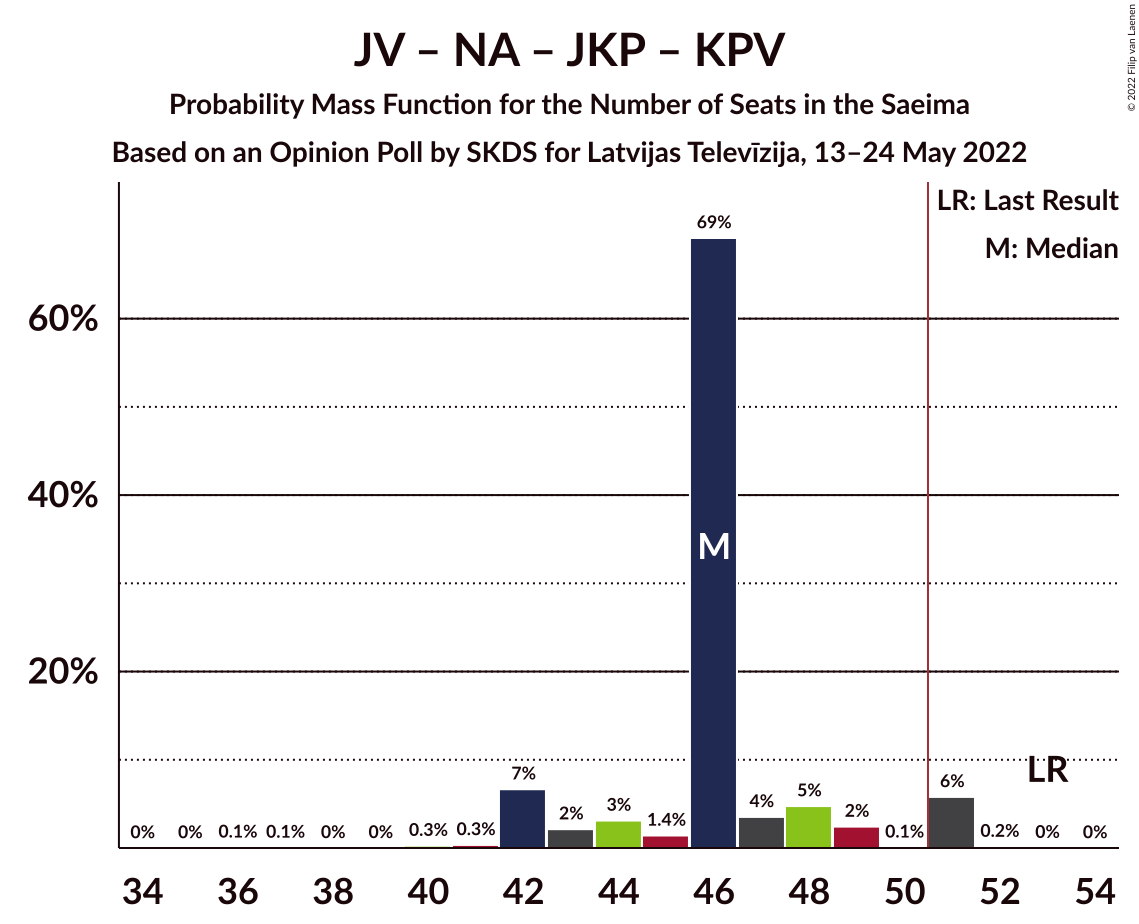 JV – NA – JKP – KPV
Probability Mass Function for the Number of Seats in the Saeima
Based on an Opinion Poll by SKDS for Latvijas Televīzija, 13–24 May 2022
© 2022 Filip van Laenen
LR: Last Result
M: Median
60%
40%
20%
0% 0% 0.1% 0.1% 0% 0% 0.3% 0.3% 7% 2% 3% 1.4% 69% 4% 5% 2% 0.1% 6% 0.2% 0% 0%
M
LR
34 36 38 40 42 44 46 48 50 52 54